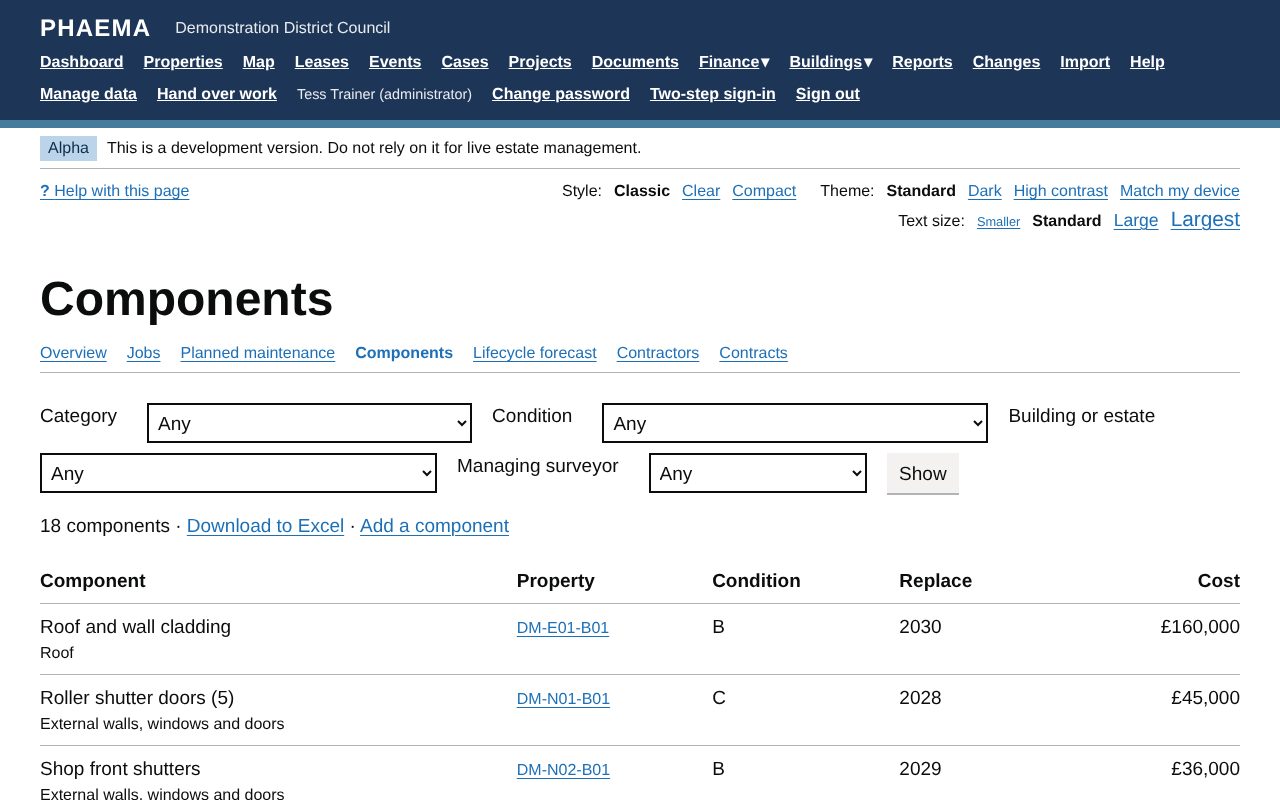 PHAEMA Demonstration District Council
Dashboard Properties Map Leases Events Cases Projects Documents Finance▾ Buildings▾ Reports Changes Import Help
Manage data Hand over work Tess Trainer (administrator) Change password Two-step sign-in Sign out
Alpha This is a development version. Do not rely on it for live estate management.
? Help with this page Style: Classic Clear Compact Theme: Standard Dark High contrast Match my device
Text size: Smaller Standard Large Largest
Components
Overview Jobs Planned maintenance Components Lifecycle forecast Contractors Contracts
Category Any Condition Any Building or estate
Any Managing surveyor Any Show
18 components · Download to Excel · Add a component
Component Property Condition Replace Cost
Roof and wall cladding DM-E01-B01 B 2030 £160,000
Roof
Roller shutter doors (5) DM-N01-B01 C 2028 £45,000
External walls, windows and doors
Shop front shutters DM-N02-B01 B 2029 £36,000
External walls, windows and doors